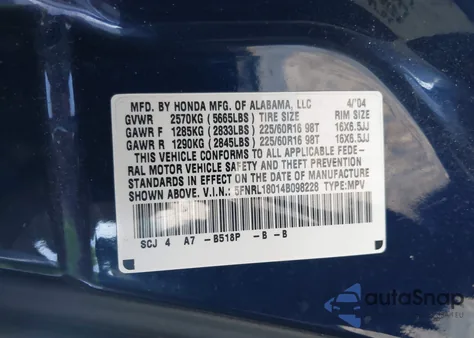 MFD. BY HONDA MFG. OF ALABAMA, LLC 4/'04
GVWR 2570KG (5665LBS) TIRE SIZE RIM SIZE
GAWR F 1285KG (2833LBS) 225/60R16 98T 16X6.5JJ
GAWR R 1290KG (2845LBS) 225/60R16 98T 16X6.5JJ
THIS VEHICLE CONFORMS TO ALL APPLICABLE FEDE-
RAL MOTOR VEHICLE SAFETY AND THEFT PREVENTION
STANDARDS IN EFFECT ON THE DATE OF MANUFACTURE
SHOWN ABOVE. V.I.N.: 5FNRL18014B098228 TYPE:MPV
SCJ 4 A7 -B518P -B -B
autoSnap